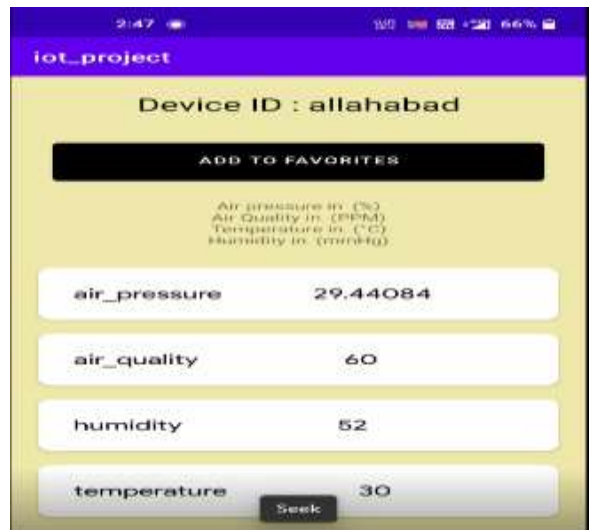 2:47
66%
iot_project
Device ID : allahabad
ADD TO FAVORITES
Air pressure in (%)
Air Quality in (PPM)
Temperature in (°C)
Humidity in (mmHg)
air_pressure 29.44084
air_quality 60
humidity 52
temperature 30
Seek